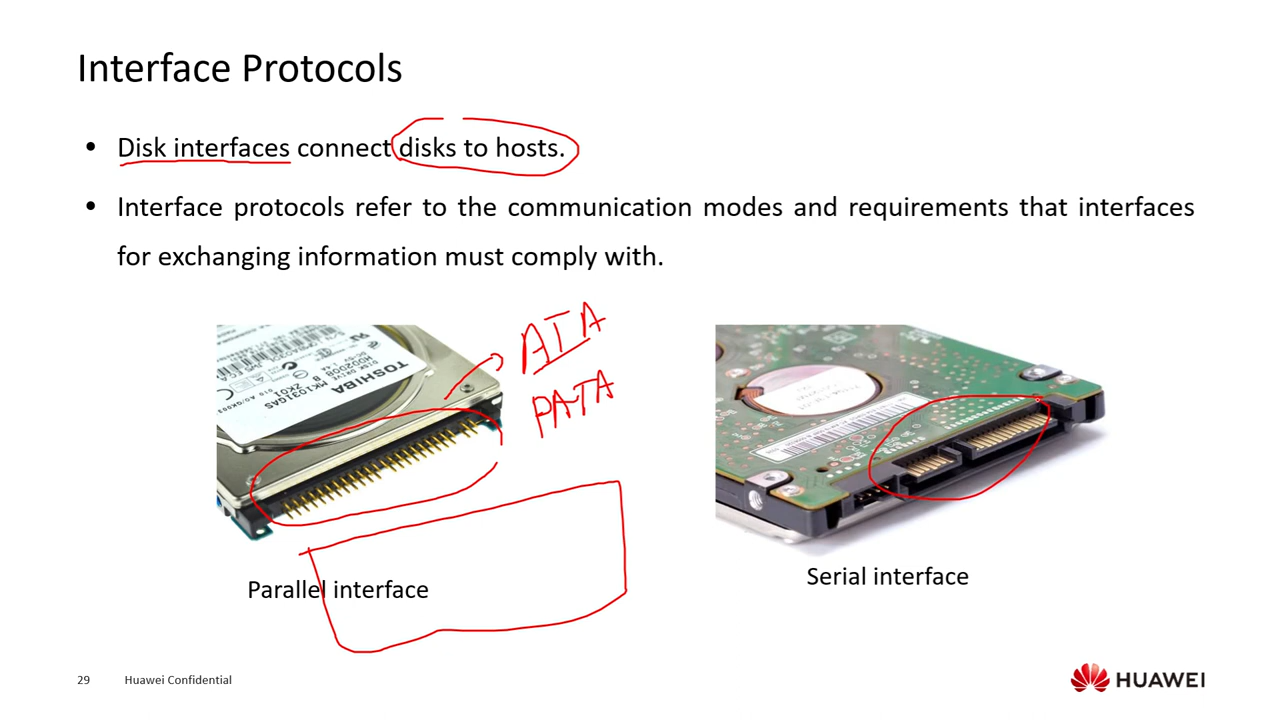 Interface Protocols
• Disk interfaces connect disks to hosts.
• Interface protocols refer to the communication modes and requirements that interfaces
for exchanging information must comply with.
ATA
PATA
TOSHIBA
Parallel interface
Serial interface
29 Huawei Confidential
HUAWEI